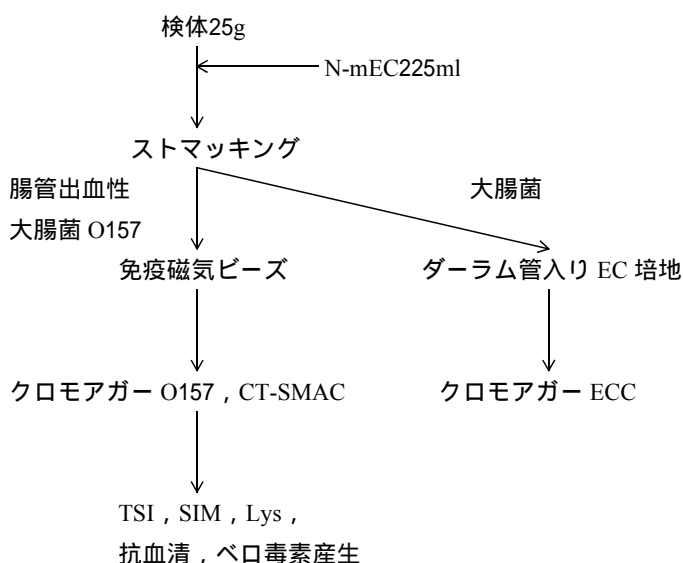 検体25g
N-mEC225ml
ストマッキング
腸管出血性
大腸菌 O157
大腸菌
免疫磁気ビーズ
ダーラム管入り EC 培地
クロモアガー O157 , CT-SMAC
クロモアガー ECC
TSI , SIM , Lys ,
抗血清 , ベロ毒素産生